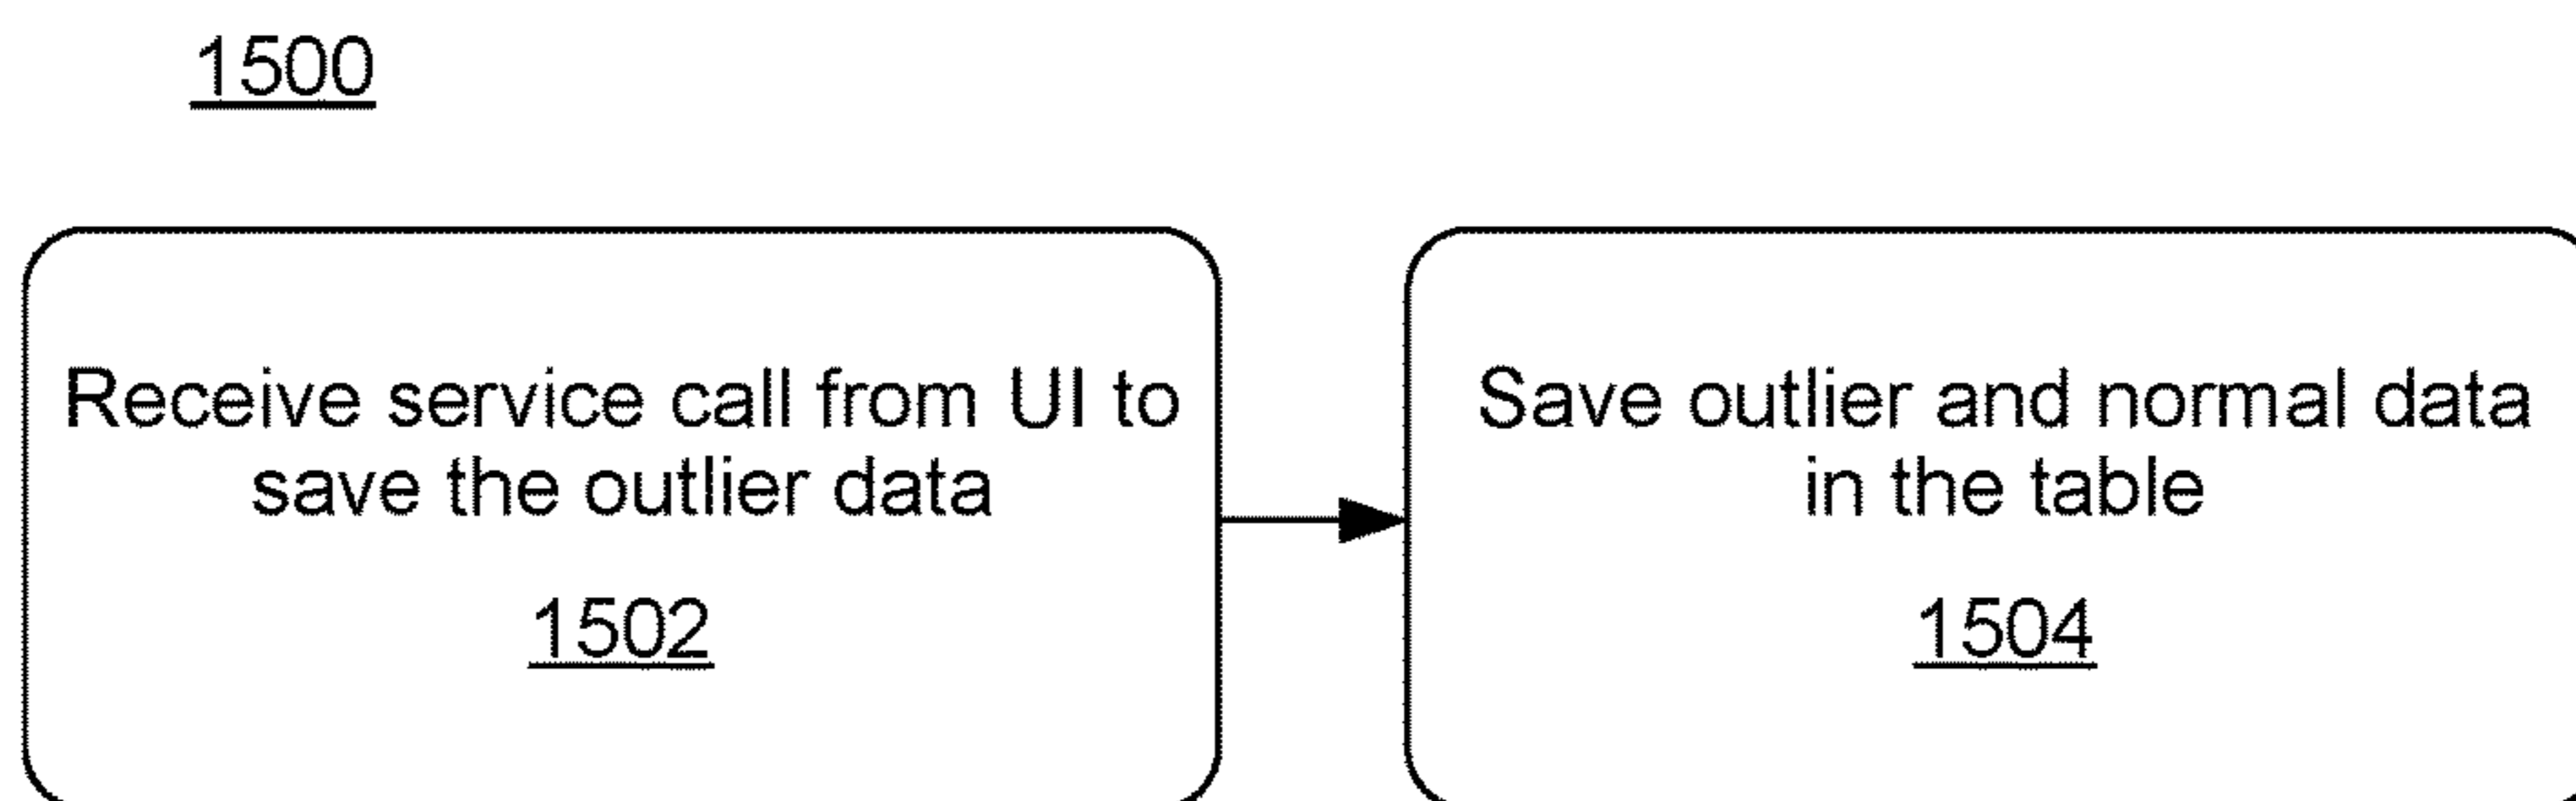 1500
Receive service call from UI to
save the outlier data
1502
Save outlier and normal data
in the table
1504